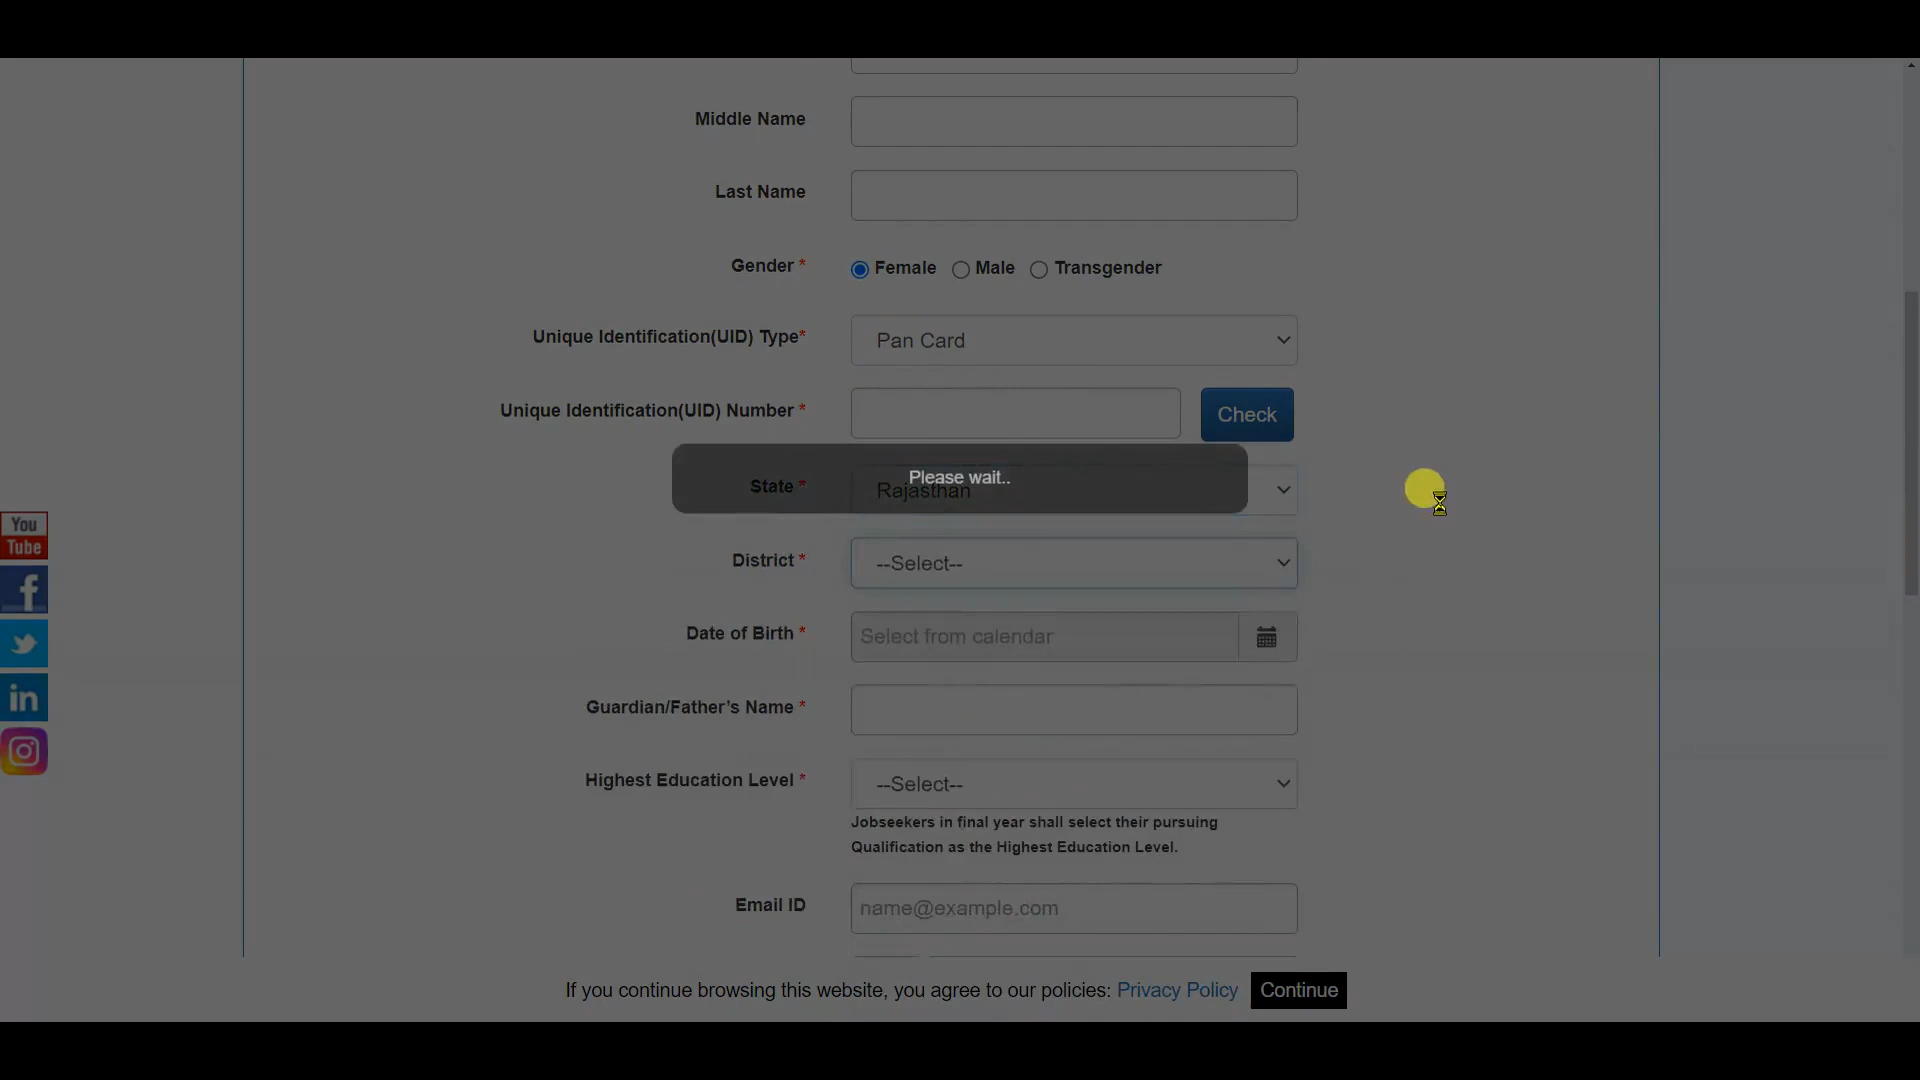 Middle Name
Last Name
Gender *
Female Male Transgender
Unique Identification(UID) Type*
Pan Card
Unique Identification(UID) Number *
Check
Please wait..
State *
Rajasthan
District *
--Select--
Date of Birth *
Select from calendar
Guardian/Father's Name *
Highest Education Level *
--Select--
Jobseekers in final year shall select their pursuing
Qualification as the Highest Education Level.
Email ID
name@example.com
You
Tube
f
in
If you continue browsing this website, you agree to our policies: Privacy Policy Continue